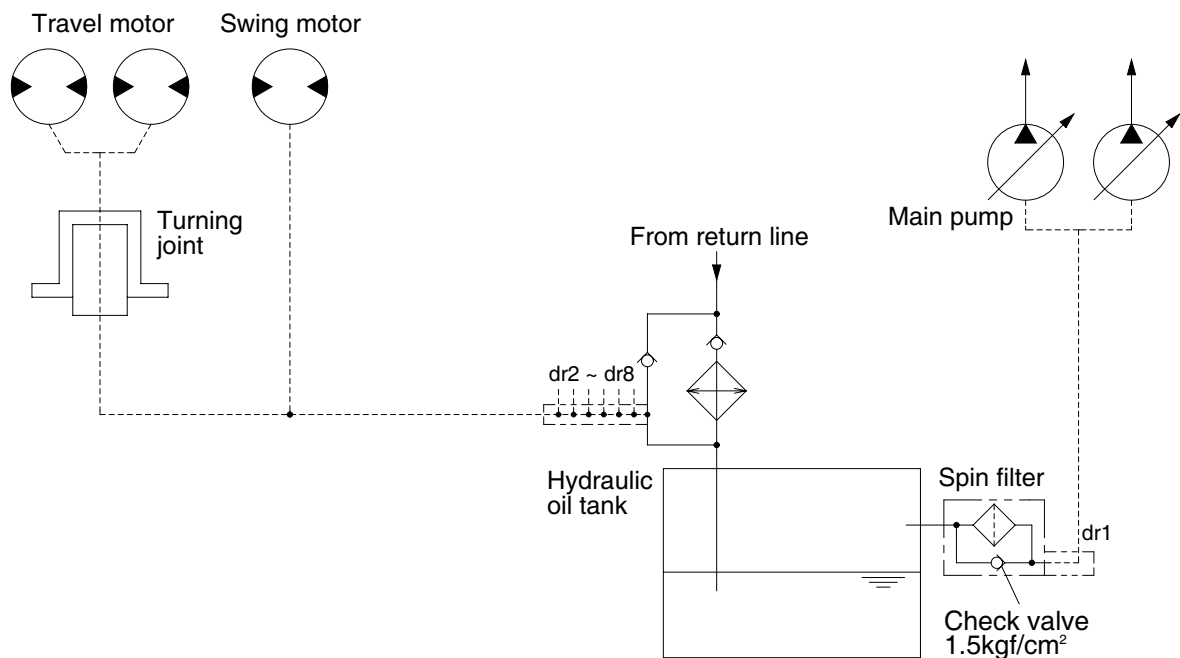 Travel motor
Swing motor
Turning
joint
Main pump
From return line
dr2 ~ dr8
Hydraulic
oil tank
Spin filter
dr1
Check valve
1.5kgf/cm²